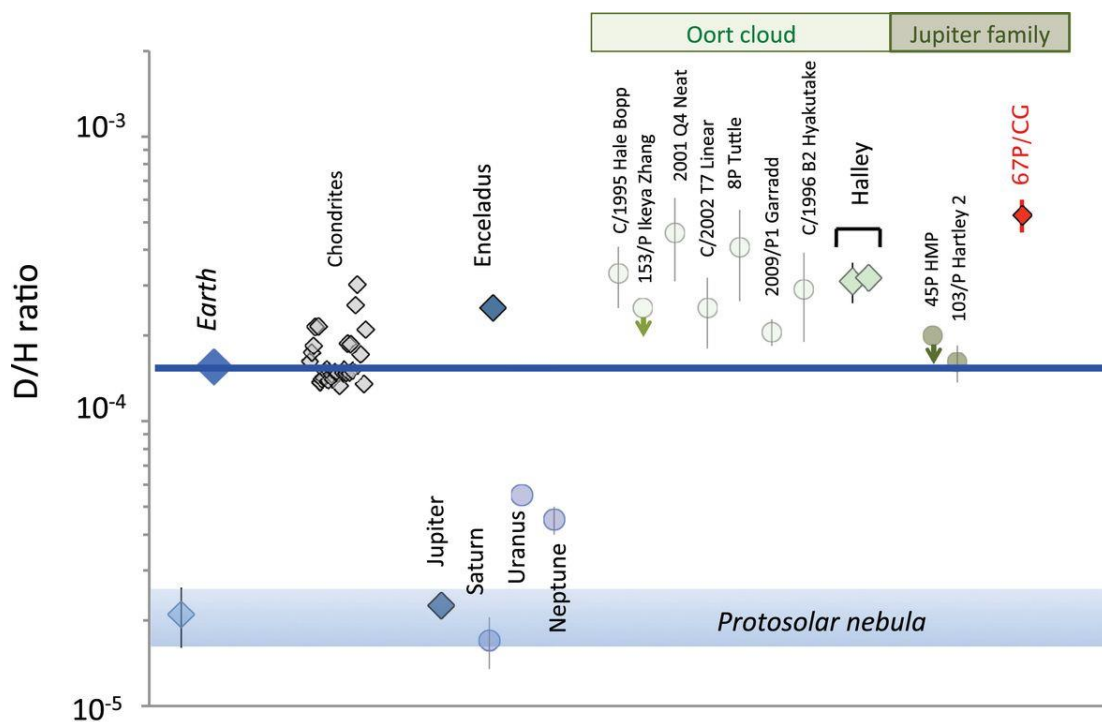 Oort cloud
Jupiter family
D/H ratio
10-3
10-4
10-5
Earth
Chondrites
Enceladus
C/1995 Hale Bopp
153/P Ikeya Zhang
2001 Q4 Neat
C/2002 T7 Linear
8P Tuttle
2009/P1 Garradd
C/1996 B2 Hyakutake
Halley
45P HMP
103/P Hartley 2
67P/CG
Jupiter
Saturn
Uranus
Neptune
Protosolar nebula